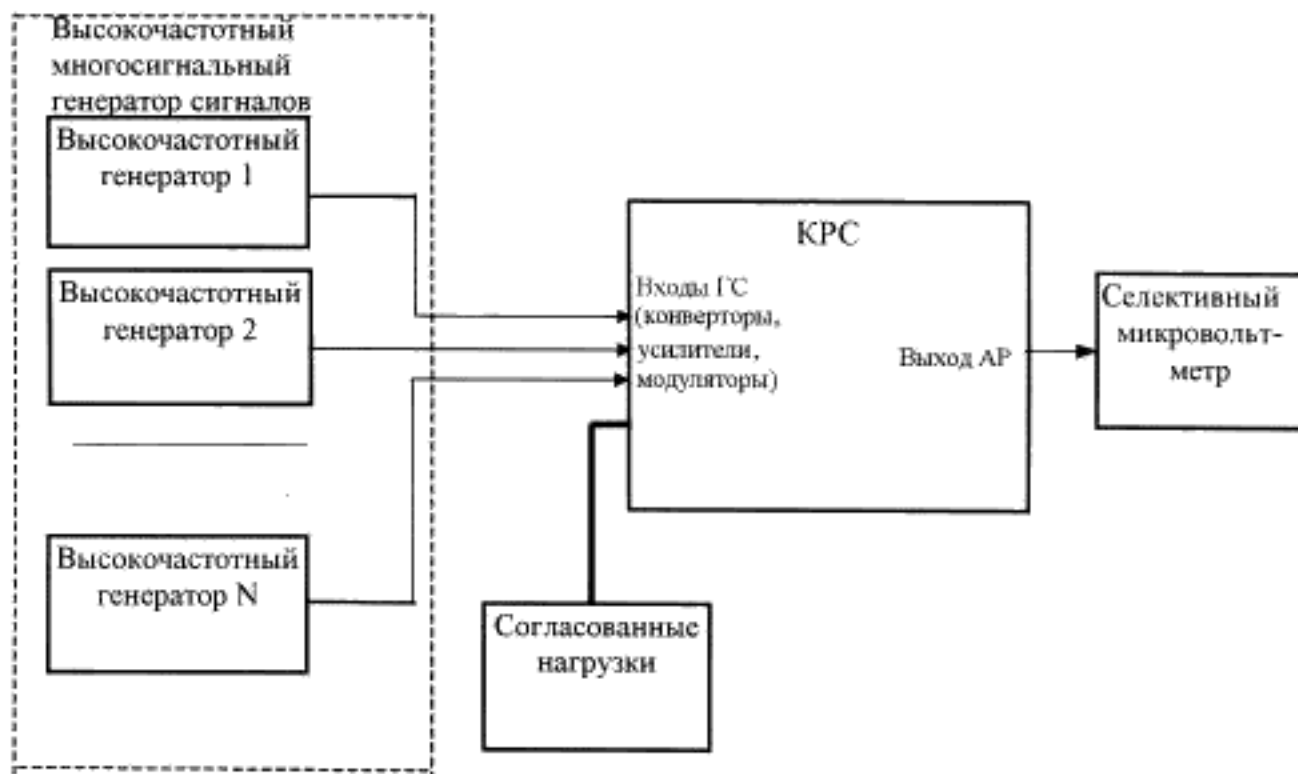 Высокочастотный
многосигнальный
генератор сигналов
Высокочастотный
генератор 1
Высокочастотный
генератор 2
Высокочастотный
генератор N
КРС
Входы ГС
(конверторы,
усилители,
модуляторы)
Выход АР
Селективный
микровольт-
метр
Согласованные
нагрузки